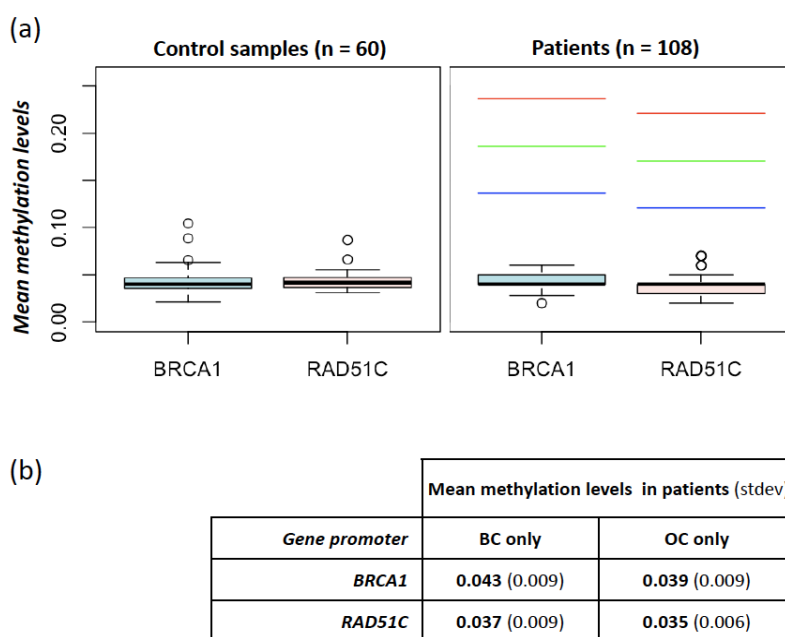 (a)
Control samples (n = 60)
Patients (n = 108)
Mean methylation levels
0.20
0.10
0.00
BRCA1
RAD51C
BRCA1
RAD51C
(b)
Mean methylation levels in patients (stdev)
Gene promoter
BC only
OC only
BRCA1
0.043 (0.009)
0.039 (0.009)
RAD51C
0.037 (0.009)
0.035 (0.006)